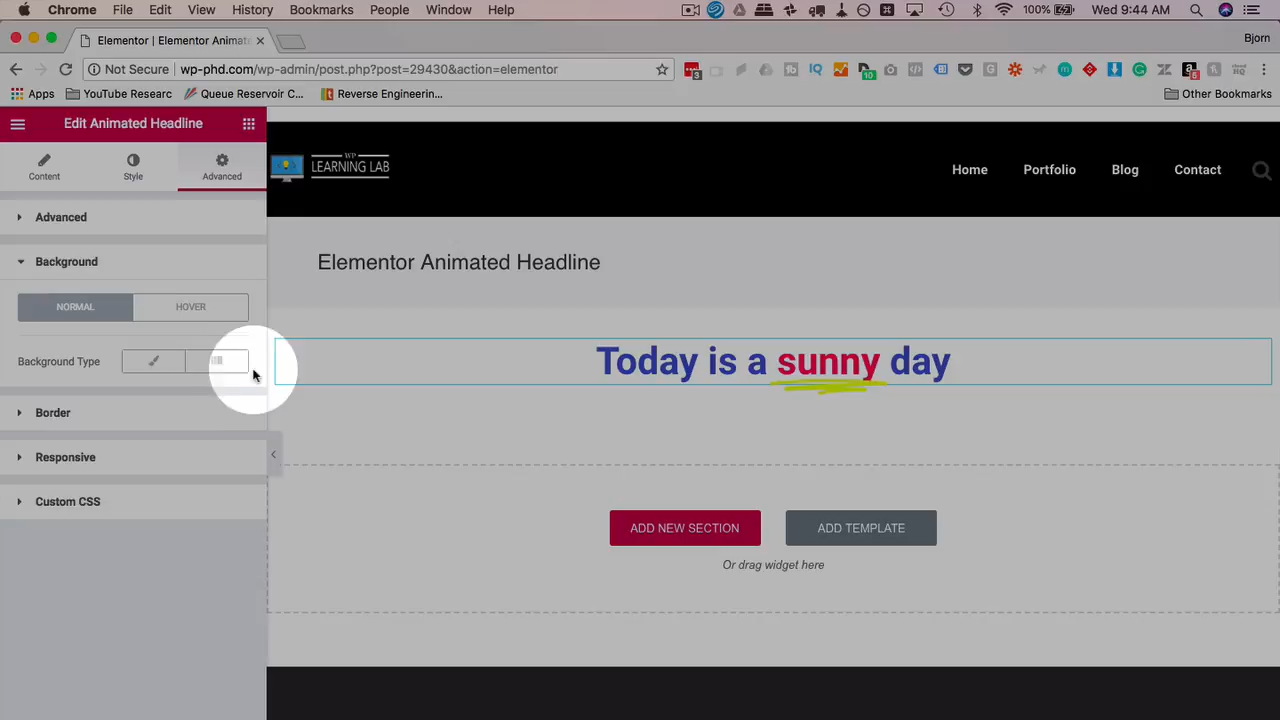 Chrome File Edit View History Bookmarks People Window Help 100% Wed 9:44 AM
Elementor | Elementor Animat
Bjorn
Not Secure wp-phd.com/wp-admin/post.php?post=29430&action=elementor
Apps YouTube Researc Queue Reservoir C... Reverse Engineerin... Other Bookmarks
Edit Animated Headline
Content Style Advanced
WP
LEARNING LAB
Home Portfolio Blog Contact
Advanced
Background
Elementor Animated Headline
NORMAL HOVER
Background Type
Today is a sunny day
Border
Responsive
Custom CSS
ADD NEW SECTION ADD TEMPLATE
Or drag widget here